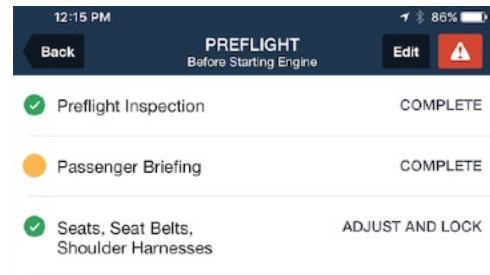 12:15 PM 86%
Back PREFLIGHT Edit
Before Starting Engine
Preflight Inspection COMPLETE
Passenger Briefing COMPLETE
Seats, Seat Belts, ADJUST AND LOCK
Shoulder Harnesses